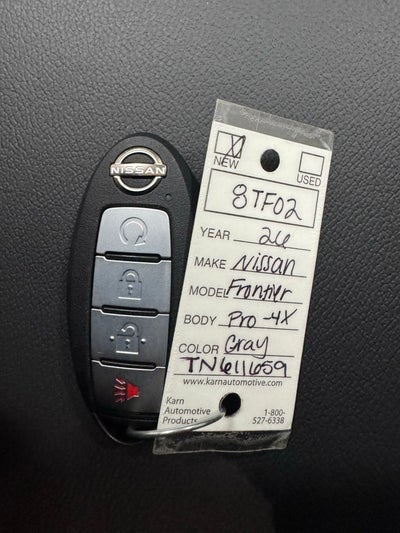 NISSAN
NEW
USED
8TF02
YEAR 26
MAKE Nissan
MODEL Frontier
BODY Pro-4X
COLOR Gray
TN611659
www.karnautomotive.com
Karn
Automotive
Products
1-800-
527-6338